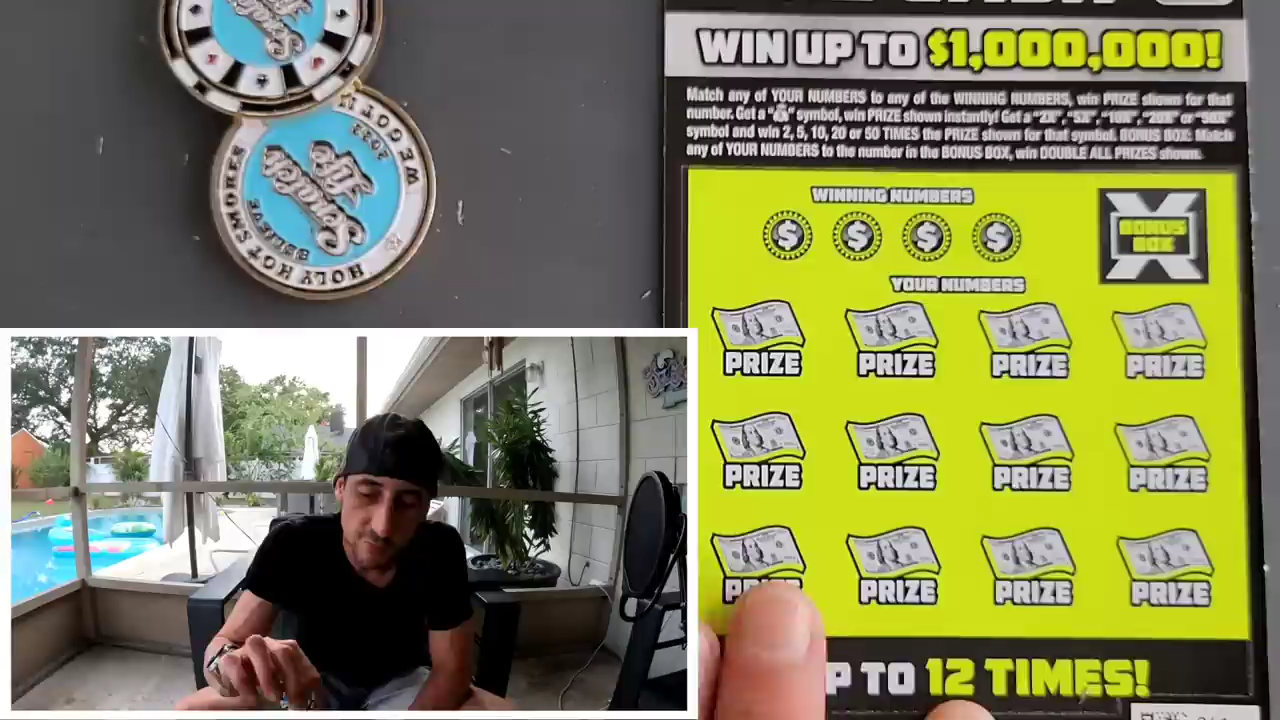 WIN UP TO $1,000,000!
Match any of YOUR NUMBERS to any of the WINNING NUMBERS, win PRIZE shown for that
number. Get a " " symbol, win PRIZE shown instantly! Get a "2X", "5X", "10X", "20X" or "50X"
symbol and win 2, 5, 10, 20 or 50 TIMES the PRIZE shown for that symbol. BONUS BOX: Match
any of YOUR NUMBERS to the number in the BONUS BOX, win DOUBLE ALL PRIZES shown.
WINNING NUMBERS
$ $ $ $
BONUS
BOX
YOUR NUMBERS
PRIZE PRIZE PRIZE PRIZE
PRIZE PRIZE PRIZE PRIZE
PRIZE PRIZE PRIZE PRIZE
P TO 12 TIMES!
WE GOT IT
2022
BELIEVE
HOLY HOTSMOKES